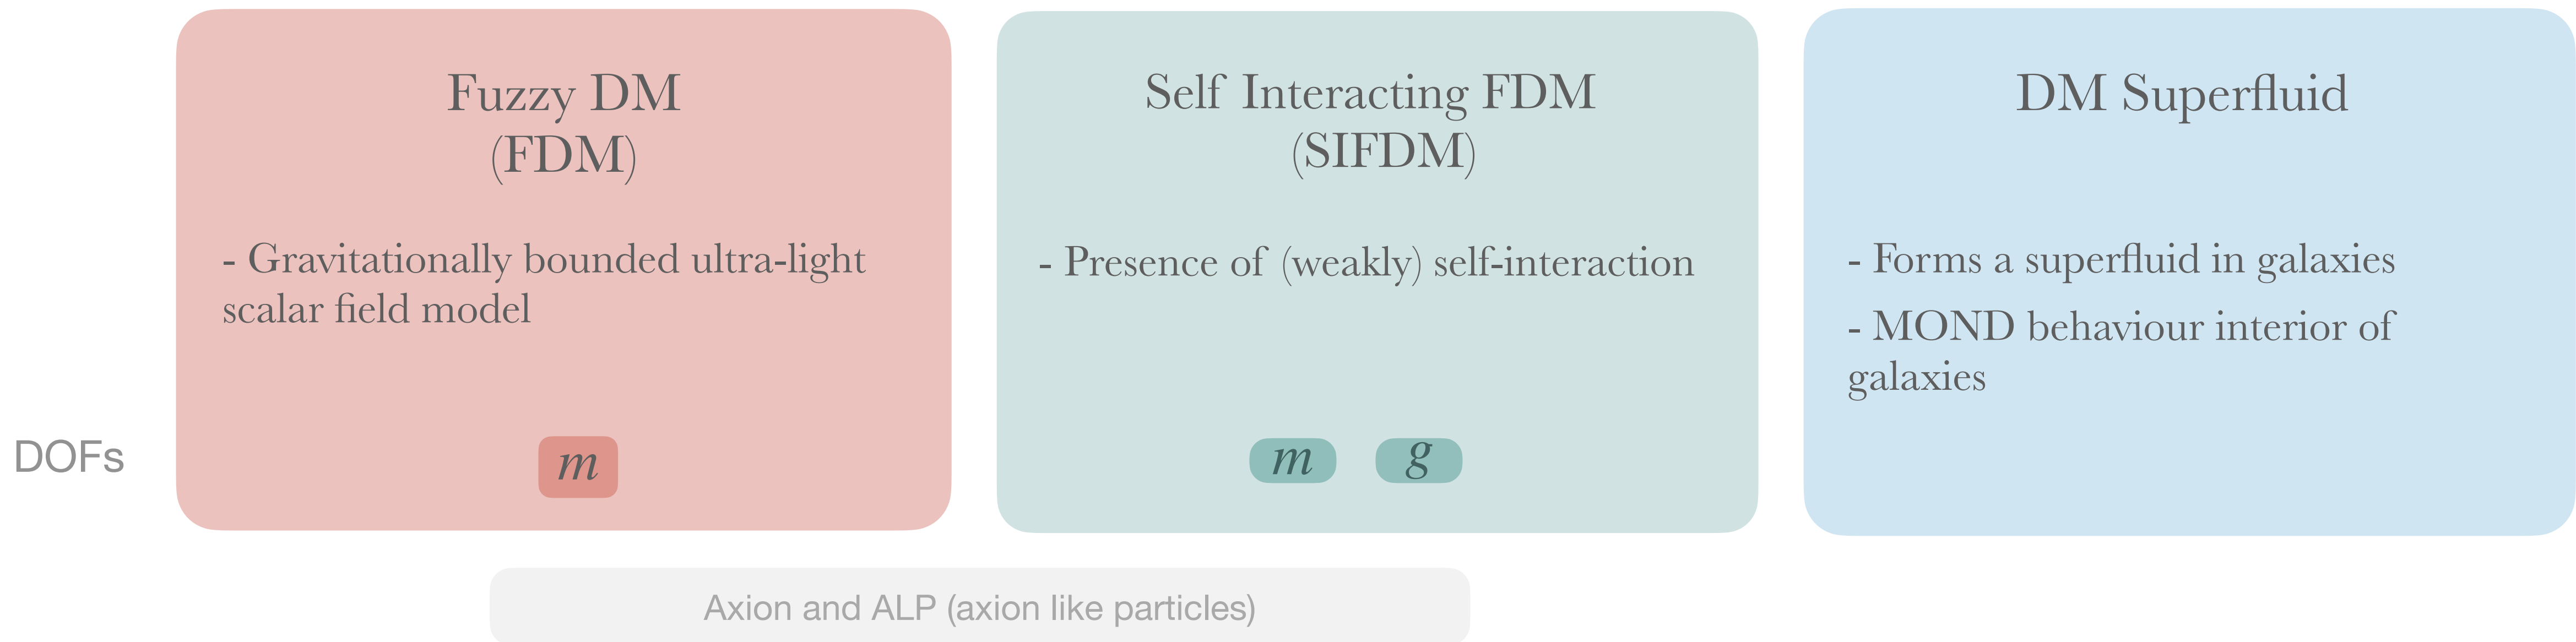 Fuzzy DM
(FDM)
- Gravitationally bounded ultra-light
scalar field model
m
Self Interacting FDM
(SIFDM)
- Presence of (weakly) self-interaction
m g
DM Superfluid
- Forms a superfluid in galaxies
- MOND behaviour interior of
galaxies
DOFs
Axion and ALP (axion like particles)